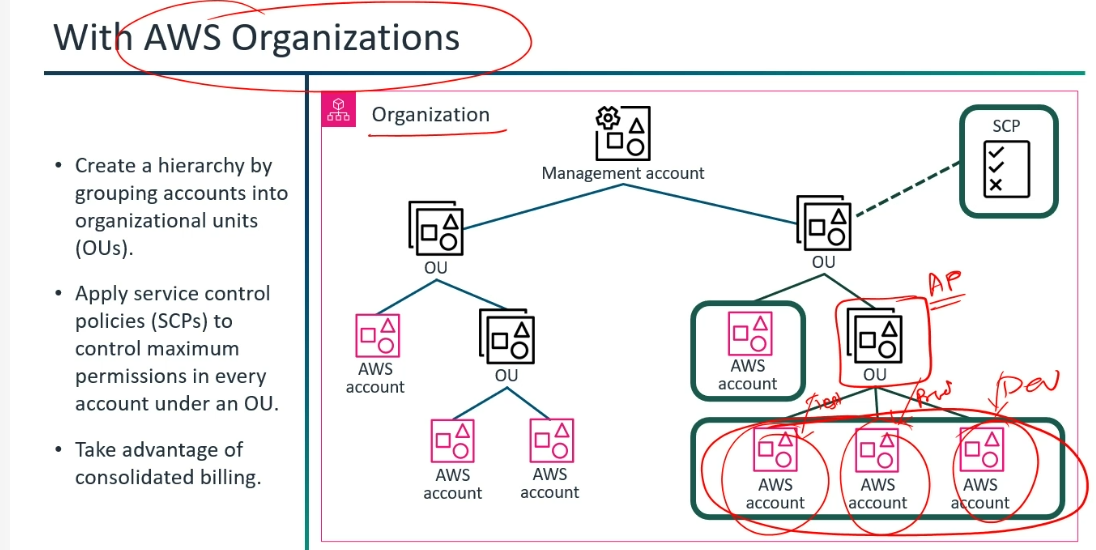 With AWS Organizations
• Create a hierarchy by
grouping accounts into
organizational units
(OUs).
• Apply service control
policies (SCPs) to
control maximum
permissions in every
account under an OU.
• Take advantage of
consolidated billing.
Organization
Management account
SCP
OU
OU
AP
AWS
account
OU
AWS
account
OU
Test
Prod
Dev
AWS
account
AWS
account
AWS
account
AWS
account
AWS
account